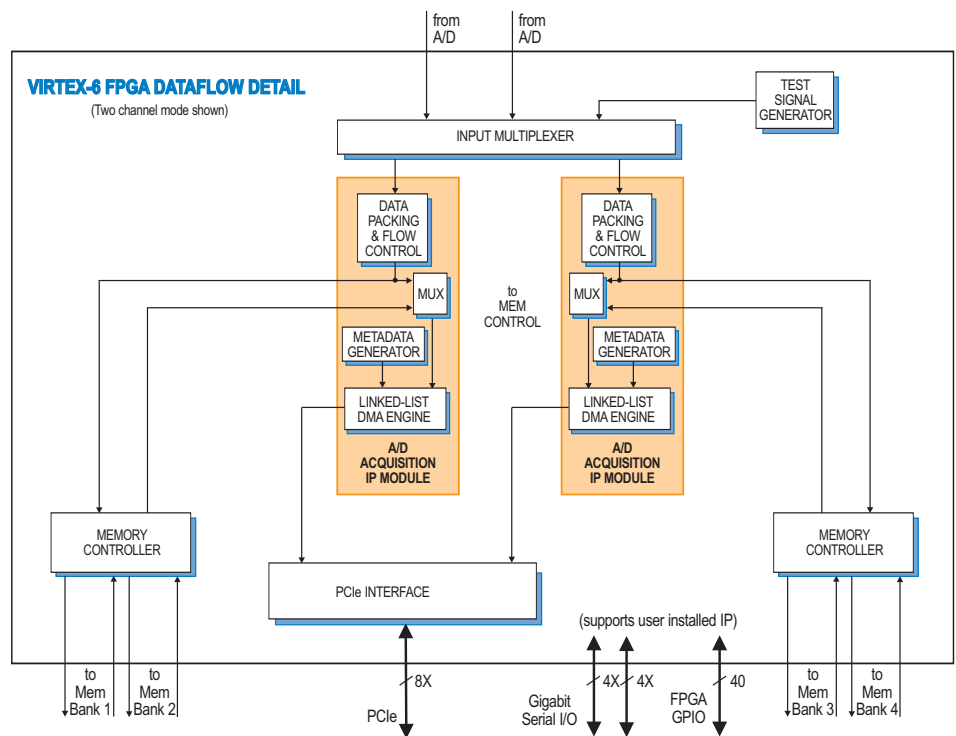 from
A/D
from
A/D
VIRTEX-6 FPGA DATAFLOW DETAIL
(Two channel mode shown)
TEST
SIGNAL
GENERATOR
INPUT MULTIPLEXER
DATA
PACKING
& FLOW
CONTROL
DATA
PACKING
& FLOW
CONTROL
MUX
to
MEM
CONTROL
MUX
METADATA
GENERATOR
METADATA
GENERATOR
LINKED-LIST
DMA ENGINE
LINKED-LIST
DMA ENGINE
A/D
ACQUISITION
IP MODULE
A/D
ACQUISITION
IP MODULE
MEMORY
CONTROLLER
MEMORY
CONTROLLER
PCIe INTERFACE
(supports user installed IP)
to
Mem
Bank 1
to
Mem
Bank 2
8X
PCIe
4X
4X
Gigabit
Serial I/O
40
FPGA
GPIO
to
Mem
Bank 3
to
Mem
Bank 4